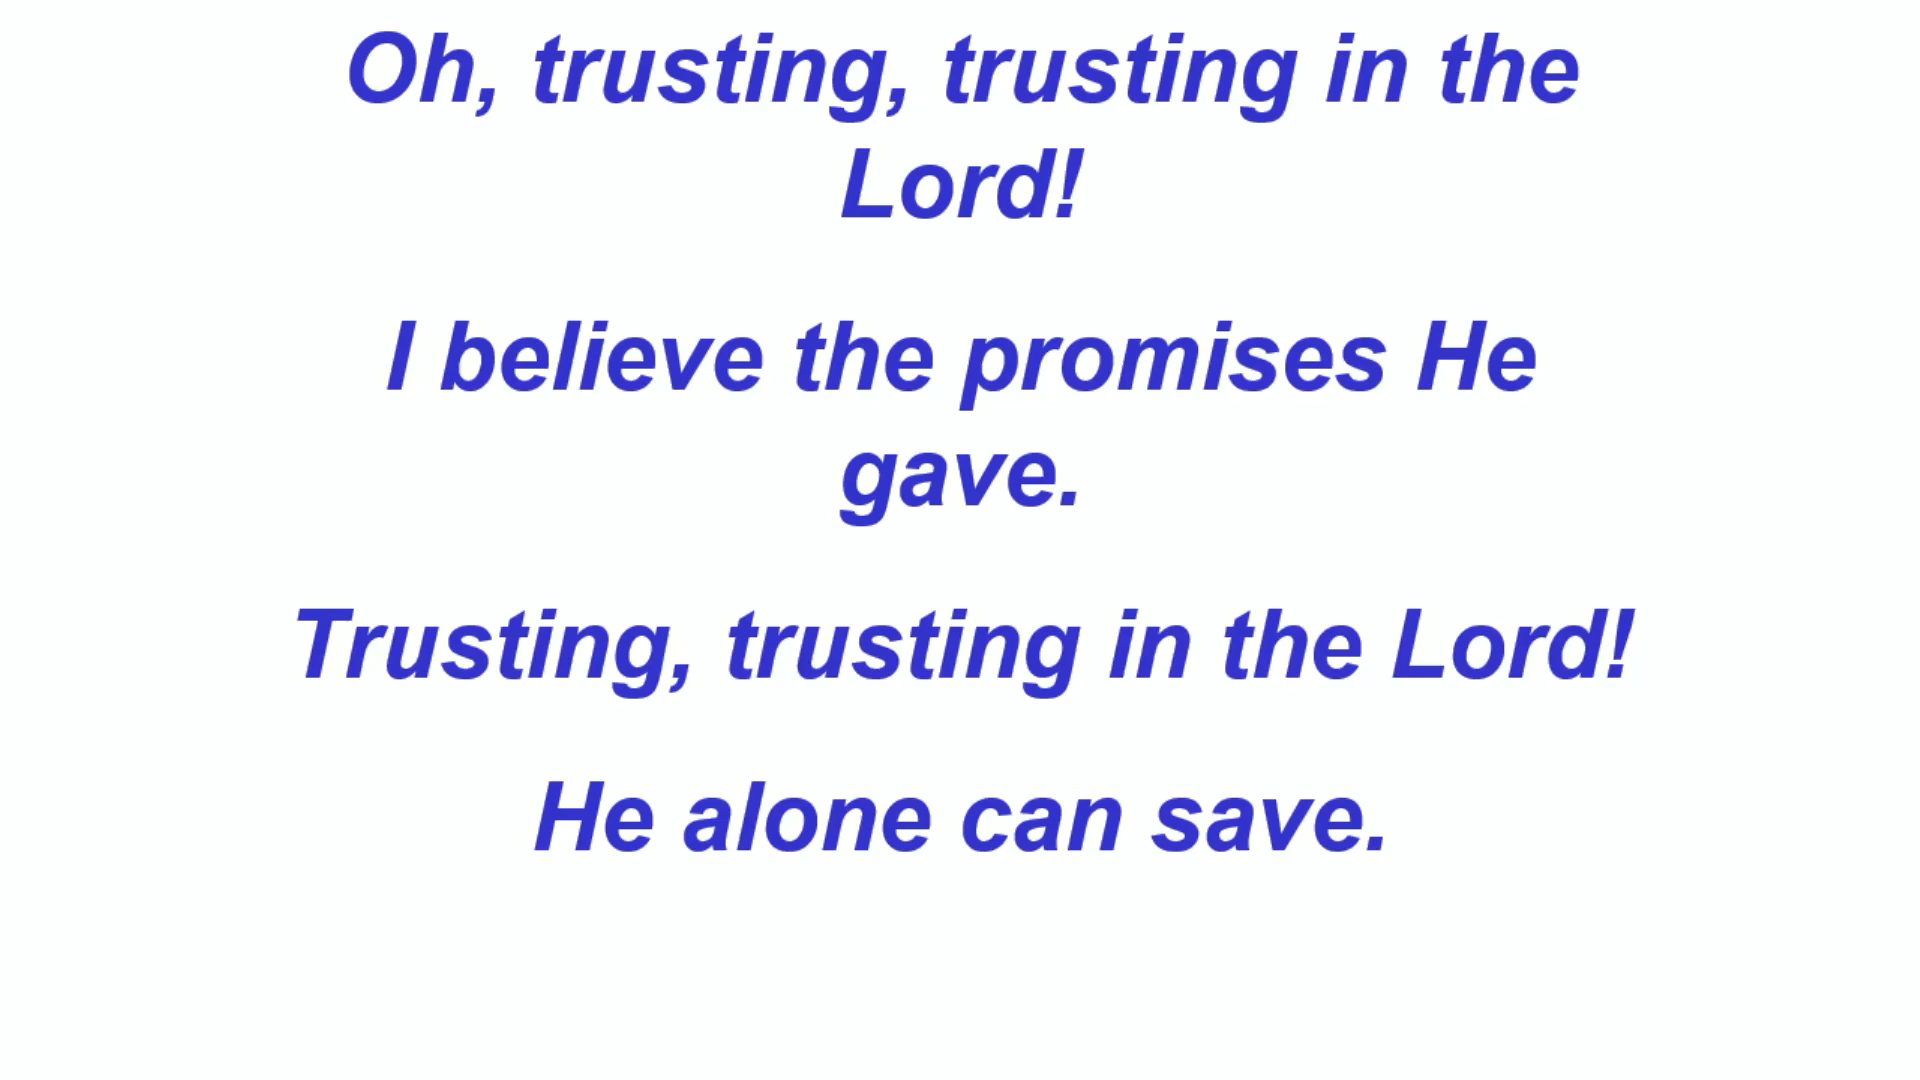 Oh, trusting, trusting in the
Lord!
I believe the promises He
gave.
Trusting, trusting in the Lord!
He alone can save.